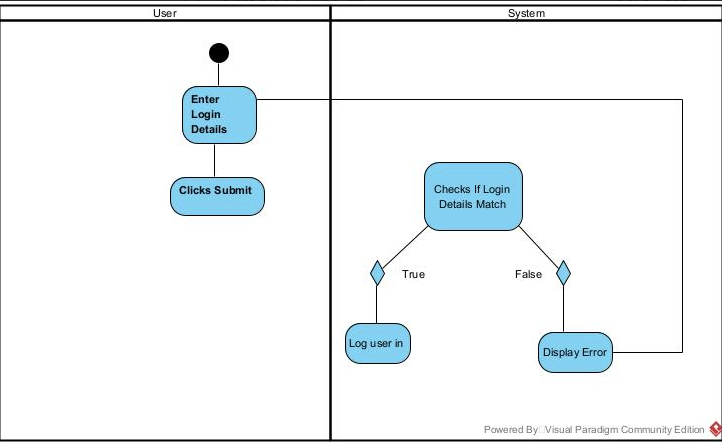 User
System
Enter
Login
Details
Clicks Submit
Checks If Login
Details Match
True
False
Log user in
Display Error
Powered By Visual Paradigm Community Edition